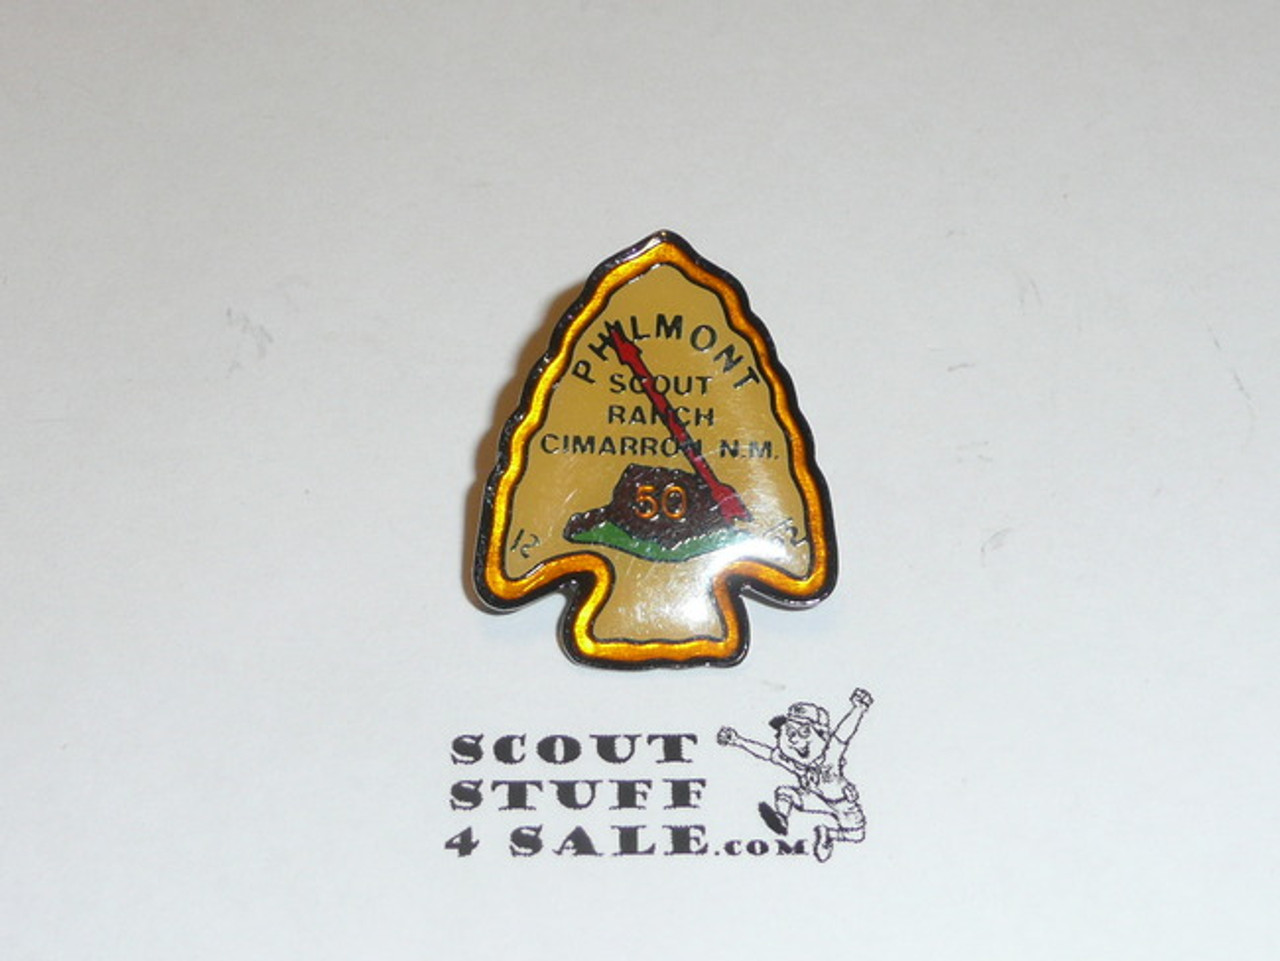 PHILMONT
SCOUT
RANCH
CIMARRON N.M.
50
SCOUT
STUFF
4 SALE.COM